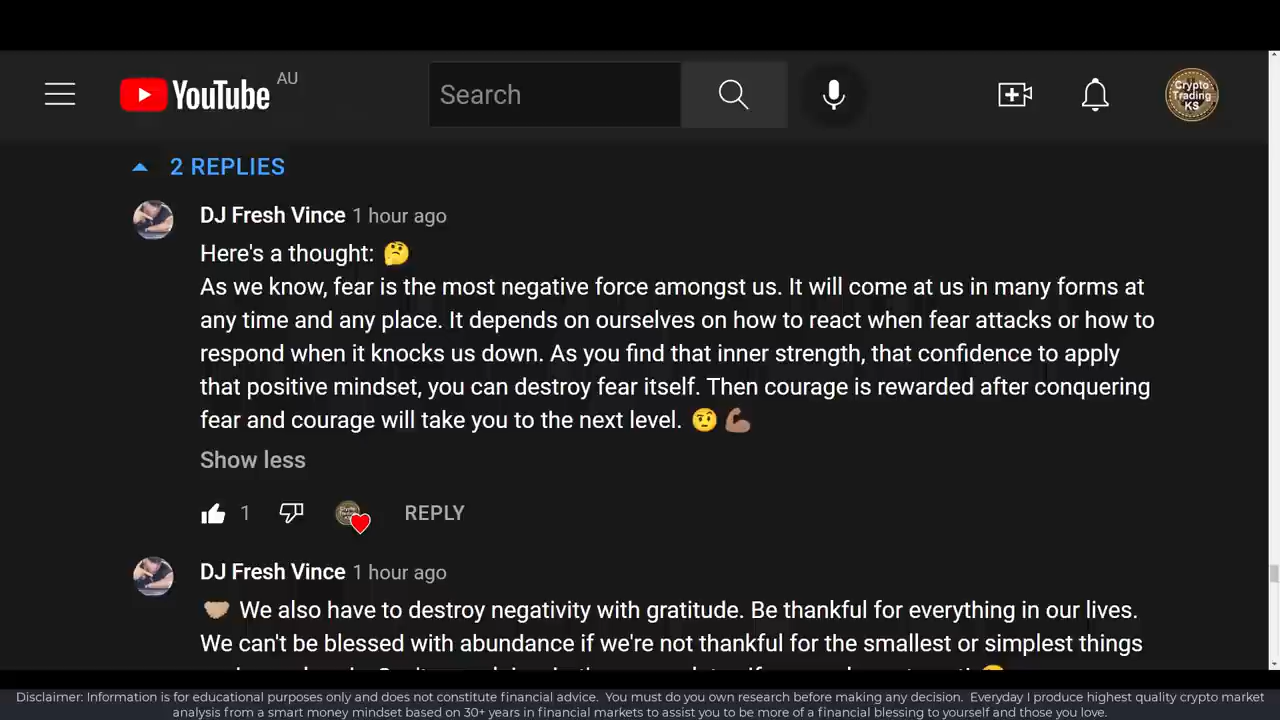 YouTube AU
Search
Crypto
Trading
KS
2 REPLIES
DJ Fresh Vince 1 hour ago
Here's a thought: 🤔
As we know, fear is the most negative force amongst us. It will come at us in many forms at
any time and any place. It depends on ourselves on how to react when fear attacks or how to
respond when it knocks us down. As you find that inner strength, that confidence to apply
that positive mindset, you can destroy fear itself. Then courage is rewarded after conquering
fear and courage will take you to the next level. 🤨 💪🏽
Show less
1 REPLY
DJ Fresh Vince 1 hour ago
We also have to destroy negativity with gratitude. Be thankful for everything in our lives.
We can't be blessed with abundance if we're not thankful for the smallest or simplest things
Disclaimer: Information is for educational purposes only and does not constitute financial advice. You must do your own research before making any decision. Everyday I produce highest quality crypto market
analysis from a smart money mindset based on 30+ years in financial markets to assist you to be more of a financial blessing to yourself and those you love.